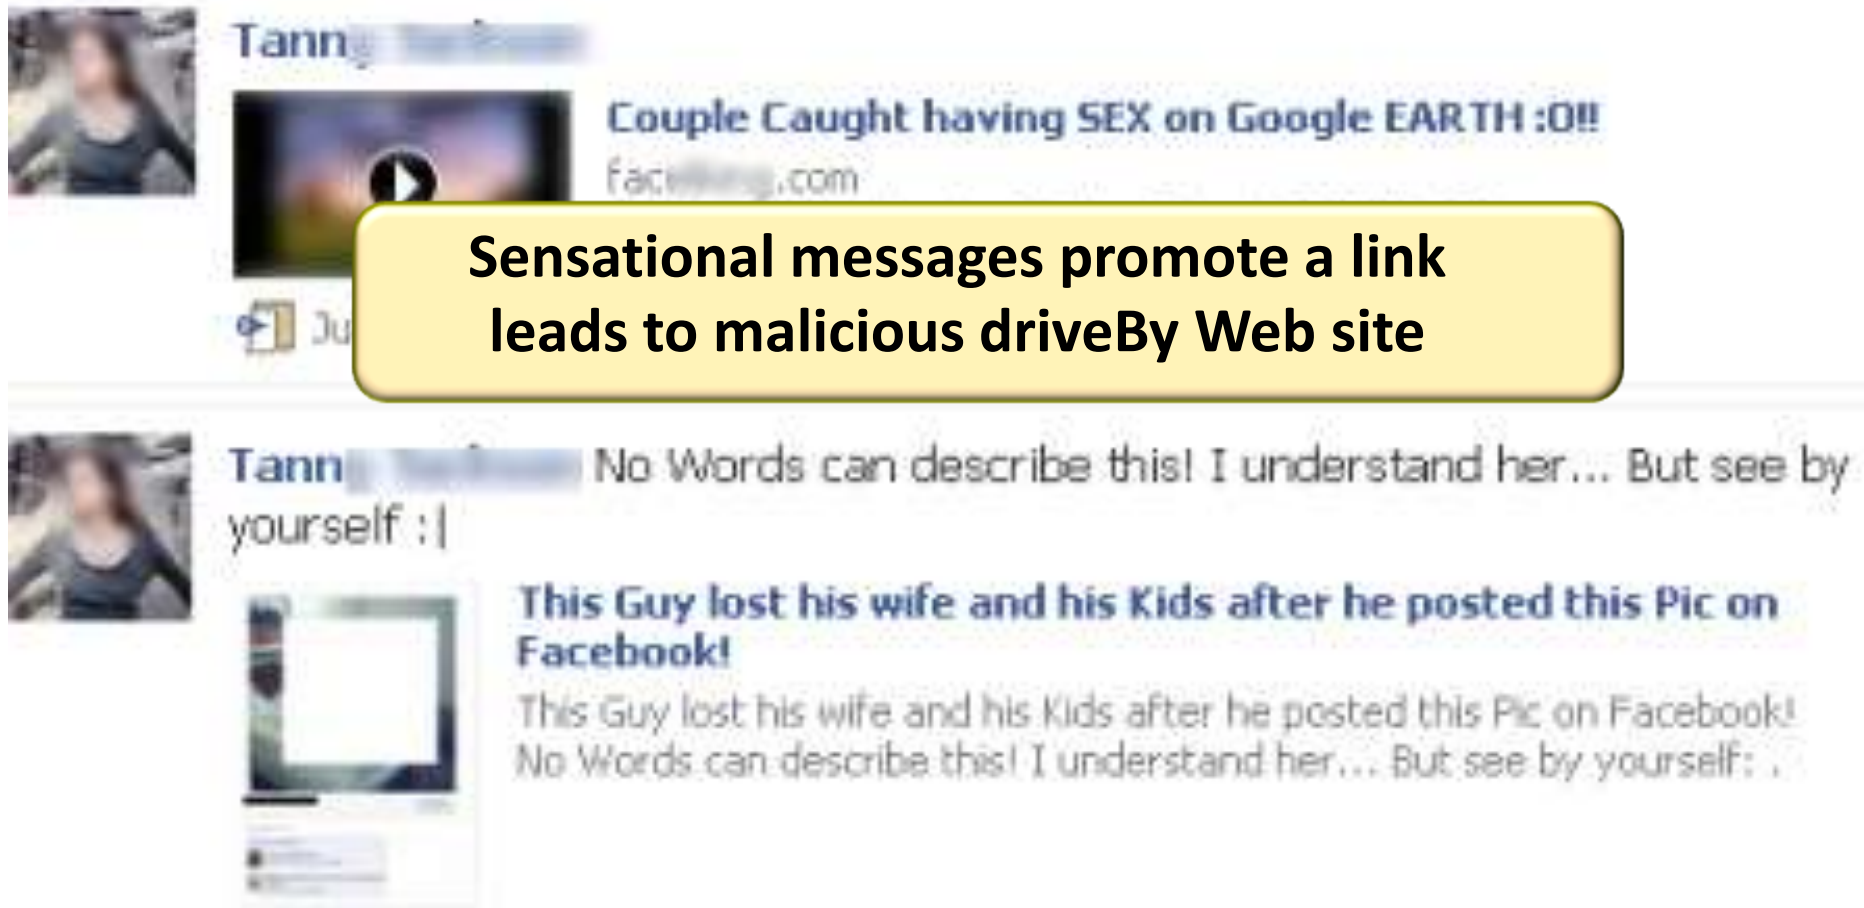 Tann
Couple Caught having SEX on Google EARTH :O!!
.com
Sensational messages promote a link
leads to malicious driveBy Web site
Tann No Words can describe this! I understand her... But see by
yourself :|
This Guy lost his wife and his Kids after he posted this Pic on
Facebook!
This Guy lost his wife and his Kids after he posted this Pic on Facebook!
No Words can describe this! I understand her... But see by yourself: .